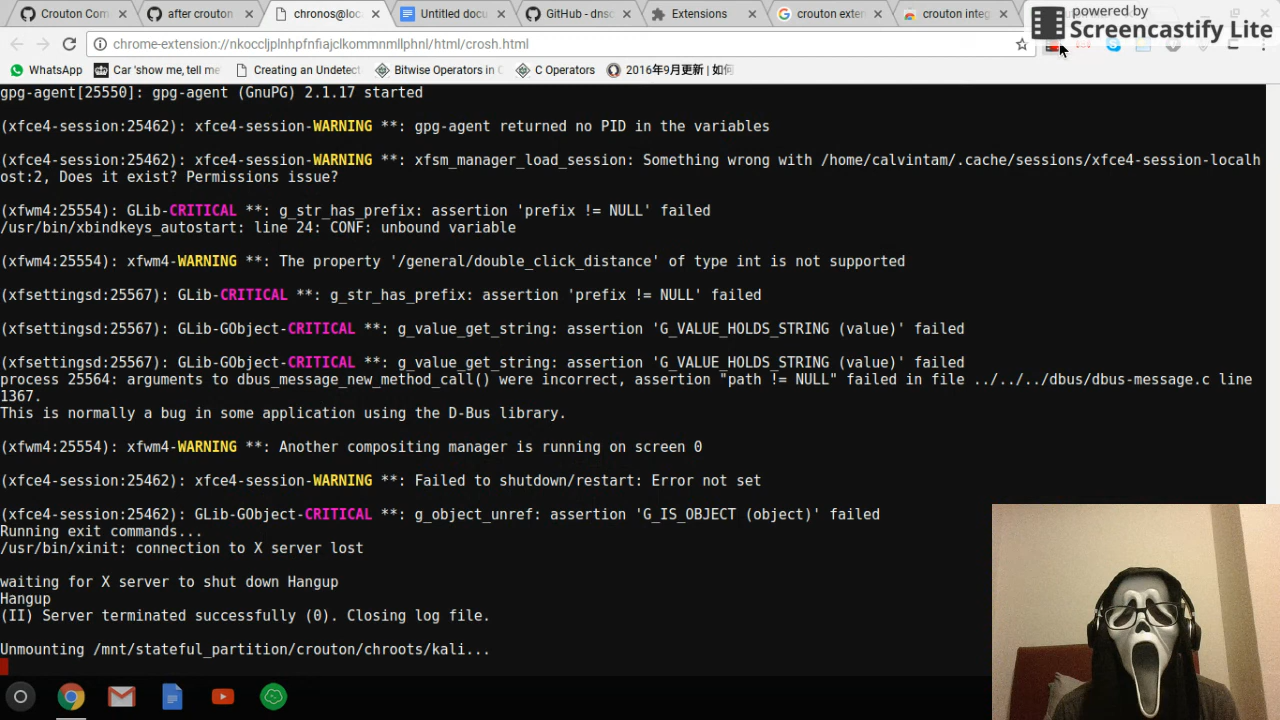 powered by
Screencastify Lite
Crouton Com
after crouton
chronos@loc
Untitled docu
GitHub - dnsc
Extensions
crouton exter
crouton integ
chrome-extension://nkoccljplnhpfnfiajclkommnmllphnl/html/crosh.html
WhatsApp
Car 'show me, tell me
Creating an Undetect
Bitwise Operators in C
C Operators
2016年9月更新 | 如何
gpg-agent[25550]: gpg-agent (GnuPG) 2.1.17 started
(xfce4-session:25462): xfce4-session-WARNING **: gpg-agent returned no PID in the variables
(xfce4-session:25462): xfce4-session-WARNING **: xfsm_manager_load_session: Something wrong with /home/calvintam/.cache/sessions/xfce4-session-localh
ost:2, Does it exist? Permissions issue?
(xfwm4:25554): GLib-CRITICAL **: g_str_has_prefix: assertion 'prefix != NULL' failed
/usr/bin/xbindkeys_autostart: line 24: CONF: unbound variable
(xfwm4:25554): xfwm4-WARNING **: The property '/general/double_click_distance' of type int is not supported
(xfsettingsd:25567): GLib-CRITICAL **: g_str_has_prefix: assertion 'prefix != NULL' failed
(xfsettingsd:25567): GLib-GObject-CRITICAL **: g_value_get_string: assertion 'G_VALUE_HOLDS_STRING (value)' failed
(xfsettingsd:25567): GLib-GObject-CRITICAL **: g_value_get_string: assertion 'G_VALUE_HOLDS_STRING (value)' failed
process 25564: arguments to dbus_message_new_method_call() were incorrect, assertion "path != NULL" failed in file ../../../dbus/dbus-message.c line
1367.
This is normally a bug in some application using the D-Bus library.
(xfwm4:25554): xfwm4-WARNING **: Another compositing manager is running on screen 0
(xfce4-session:25462): xfce4-session-WARNING **: Failed to shutdown/restart: Error not set
(xfce4-session:25462): GLib-GObject-CRITICAL **: g_object_unref: assertion 'G_IS_OBJECT (object)' failed
Running exit commands...
/usr/bin/xinit: connection to X server lost
waiting for X server to shut down Hangup
Hangup
(II) Server terminated successfully (0). Closing log file.
Unmounting /mnt/stateful_partition/crouton/chroots/kali...